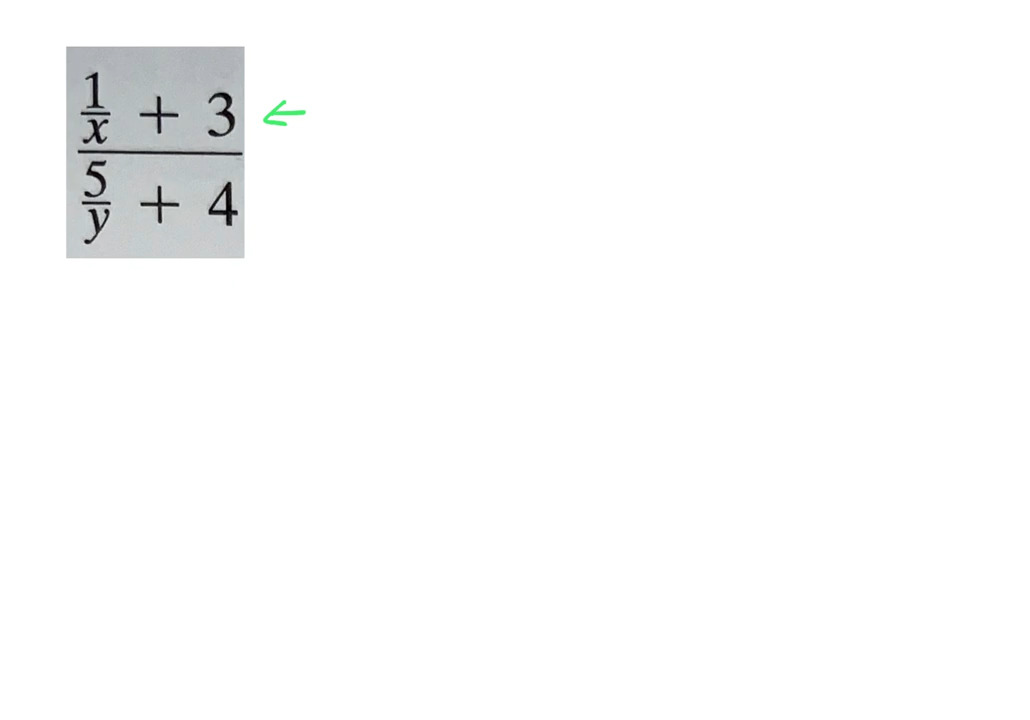 1/x + 3
5/y + 4